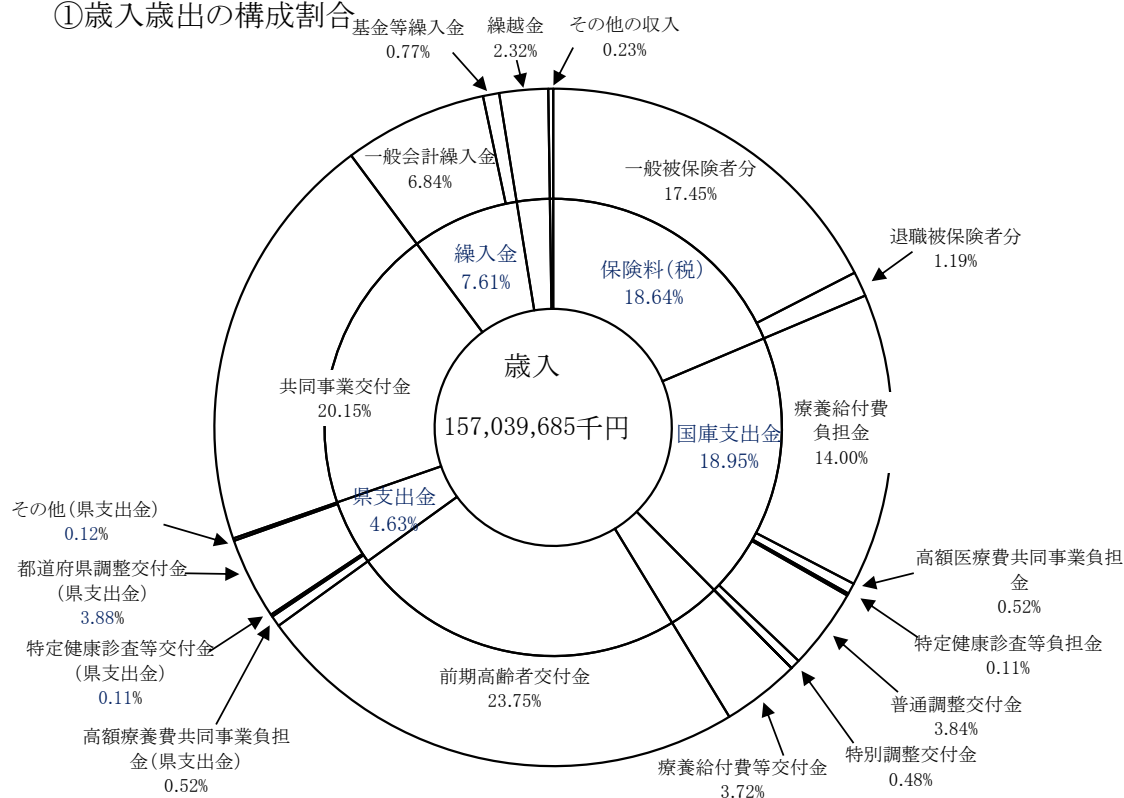 ①歳入歳出の構成割合
基金等繰入金
0.77%
繰越金
2.32%
その他の収入
0.23%
一般会計繰入金
6.84%
一般被保険者分
17.45%
退職被保険者分
1.19%
繰入金
7.61%
保険料(税)
18.64%
歳入
157,039,685千円
共同事業交付金
20.15%
国庫支出金
18.95%
療養給付費
負担金
14.00%
県支出金
4.63%
その他(県支出金)
0.12%
都道府県調整交付金
(県支出金)
3.88%
特定健康診査等交付金
(県支出金)
0.11%
高額療養費共同事業負担
金(県支出金)
0.52%
前期高齢者交付金
23.75%
高額医療費共同事業負担
金
0.52%
特定健康診査等負担金
0.11%
普通調整交付金
3.84%
特別調整交付金
0.48%
療養給付費等交付金
3.72%